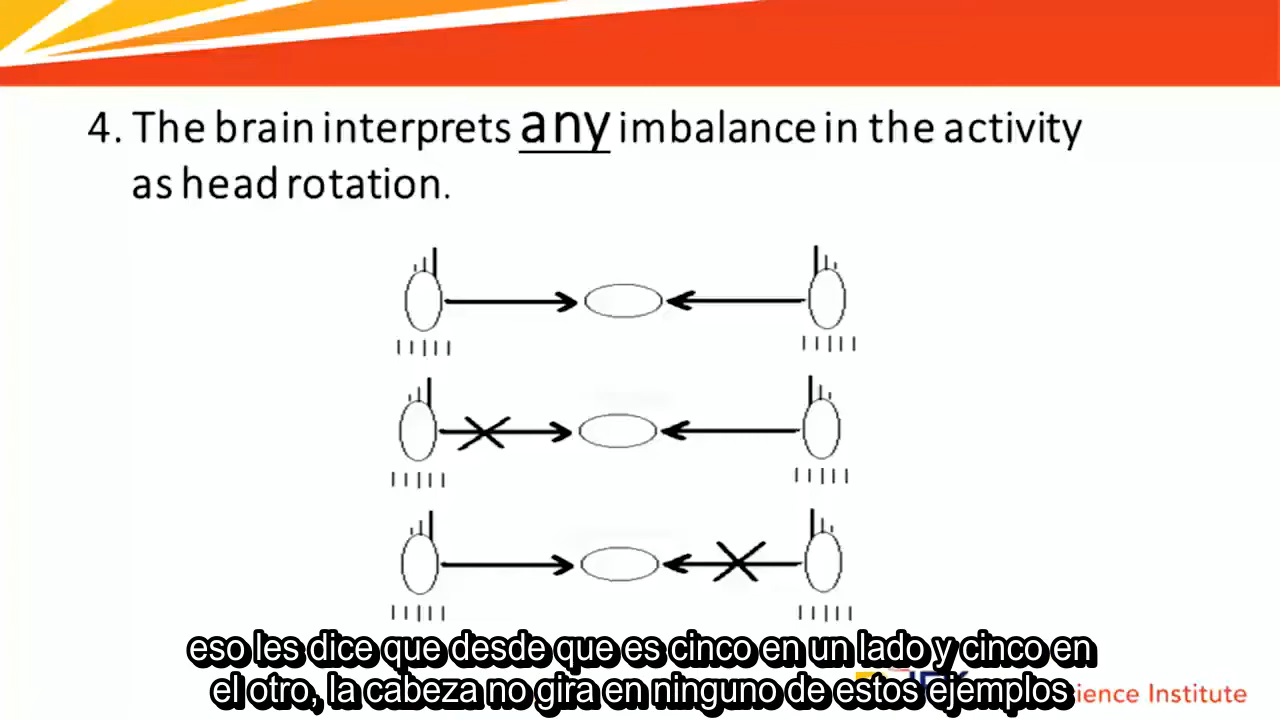 4. The brain interprets any imbalance in the activity
as head rotation.
eso les dice que desde que es cinco en un lado y cinco en
el otro, la cabeza no gira en ninguno de estos ejemplos
ience Institute